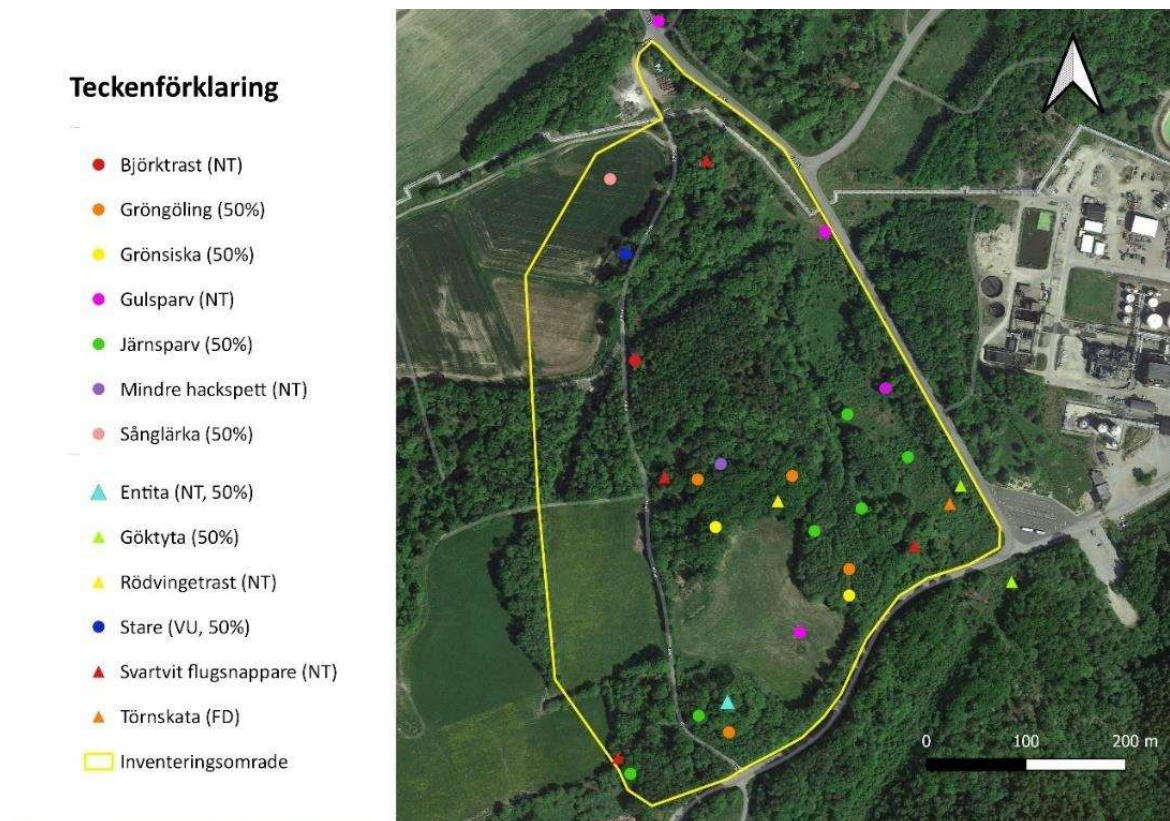 Teckenförklaring
Björktrast (NT)
Gröngöling (50%)
Grönsiska (50%)
Gulsparv (NT)
Järnsparv (50%)
Mindre hackspett (NT)
Sånglärka (50%)
Entita (NT, 50%)
Göktyta (50%)
Rödvingetrast (NT)
Stare (VU, 50%)
Svartvit flugsnappare (NT)
Törnskata (FD)
Inventeringsområde
0 100 200 m